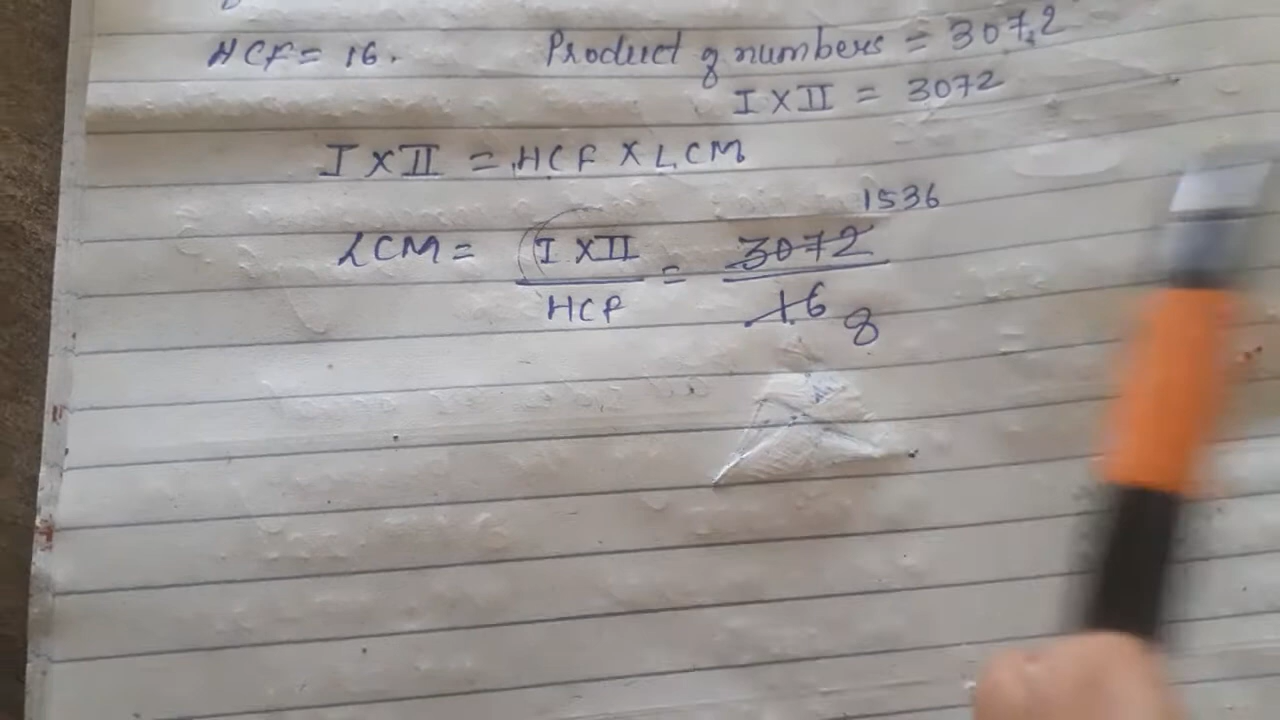 HCF = 16. Product of numbers = 3072
I X II = 3072
I X II = HCF X LCM
1536
LCM = I X II / HCF = 3072 / 16
8